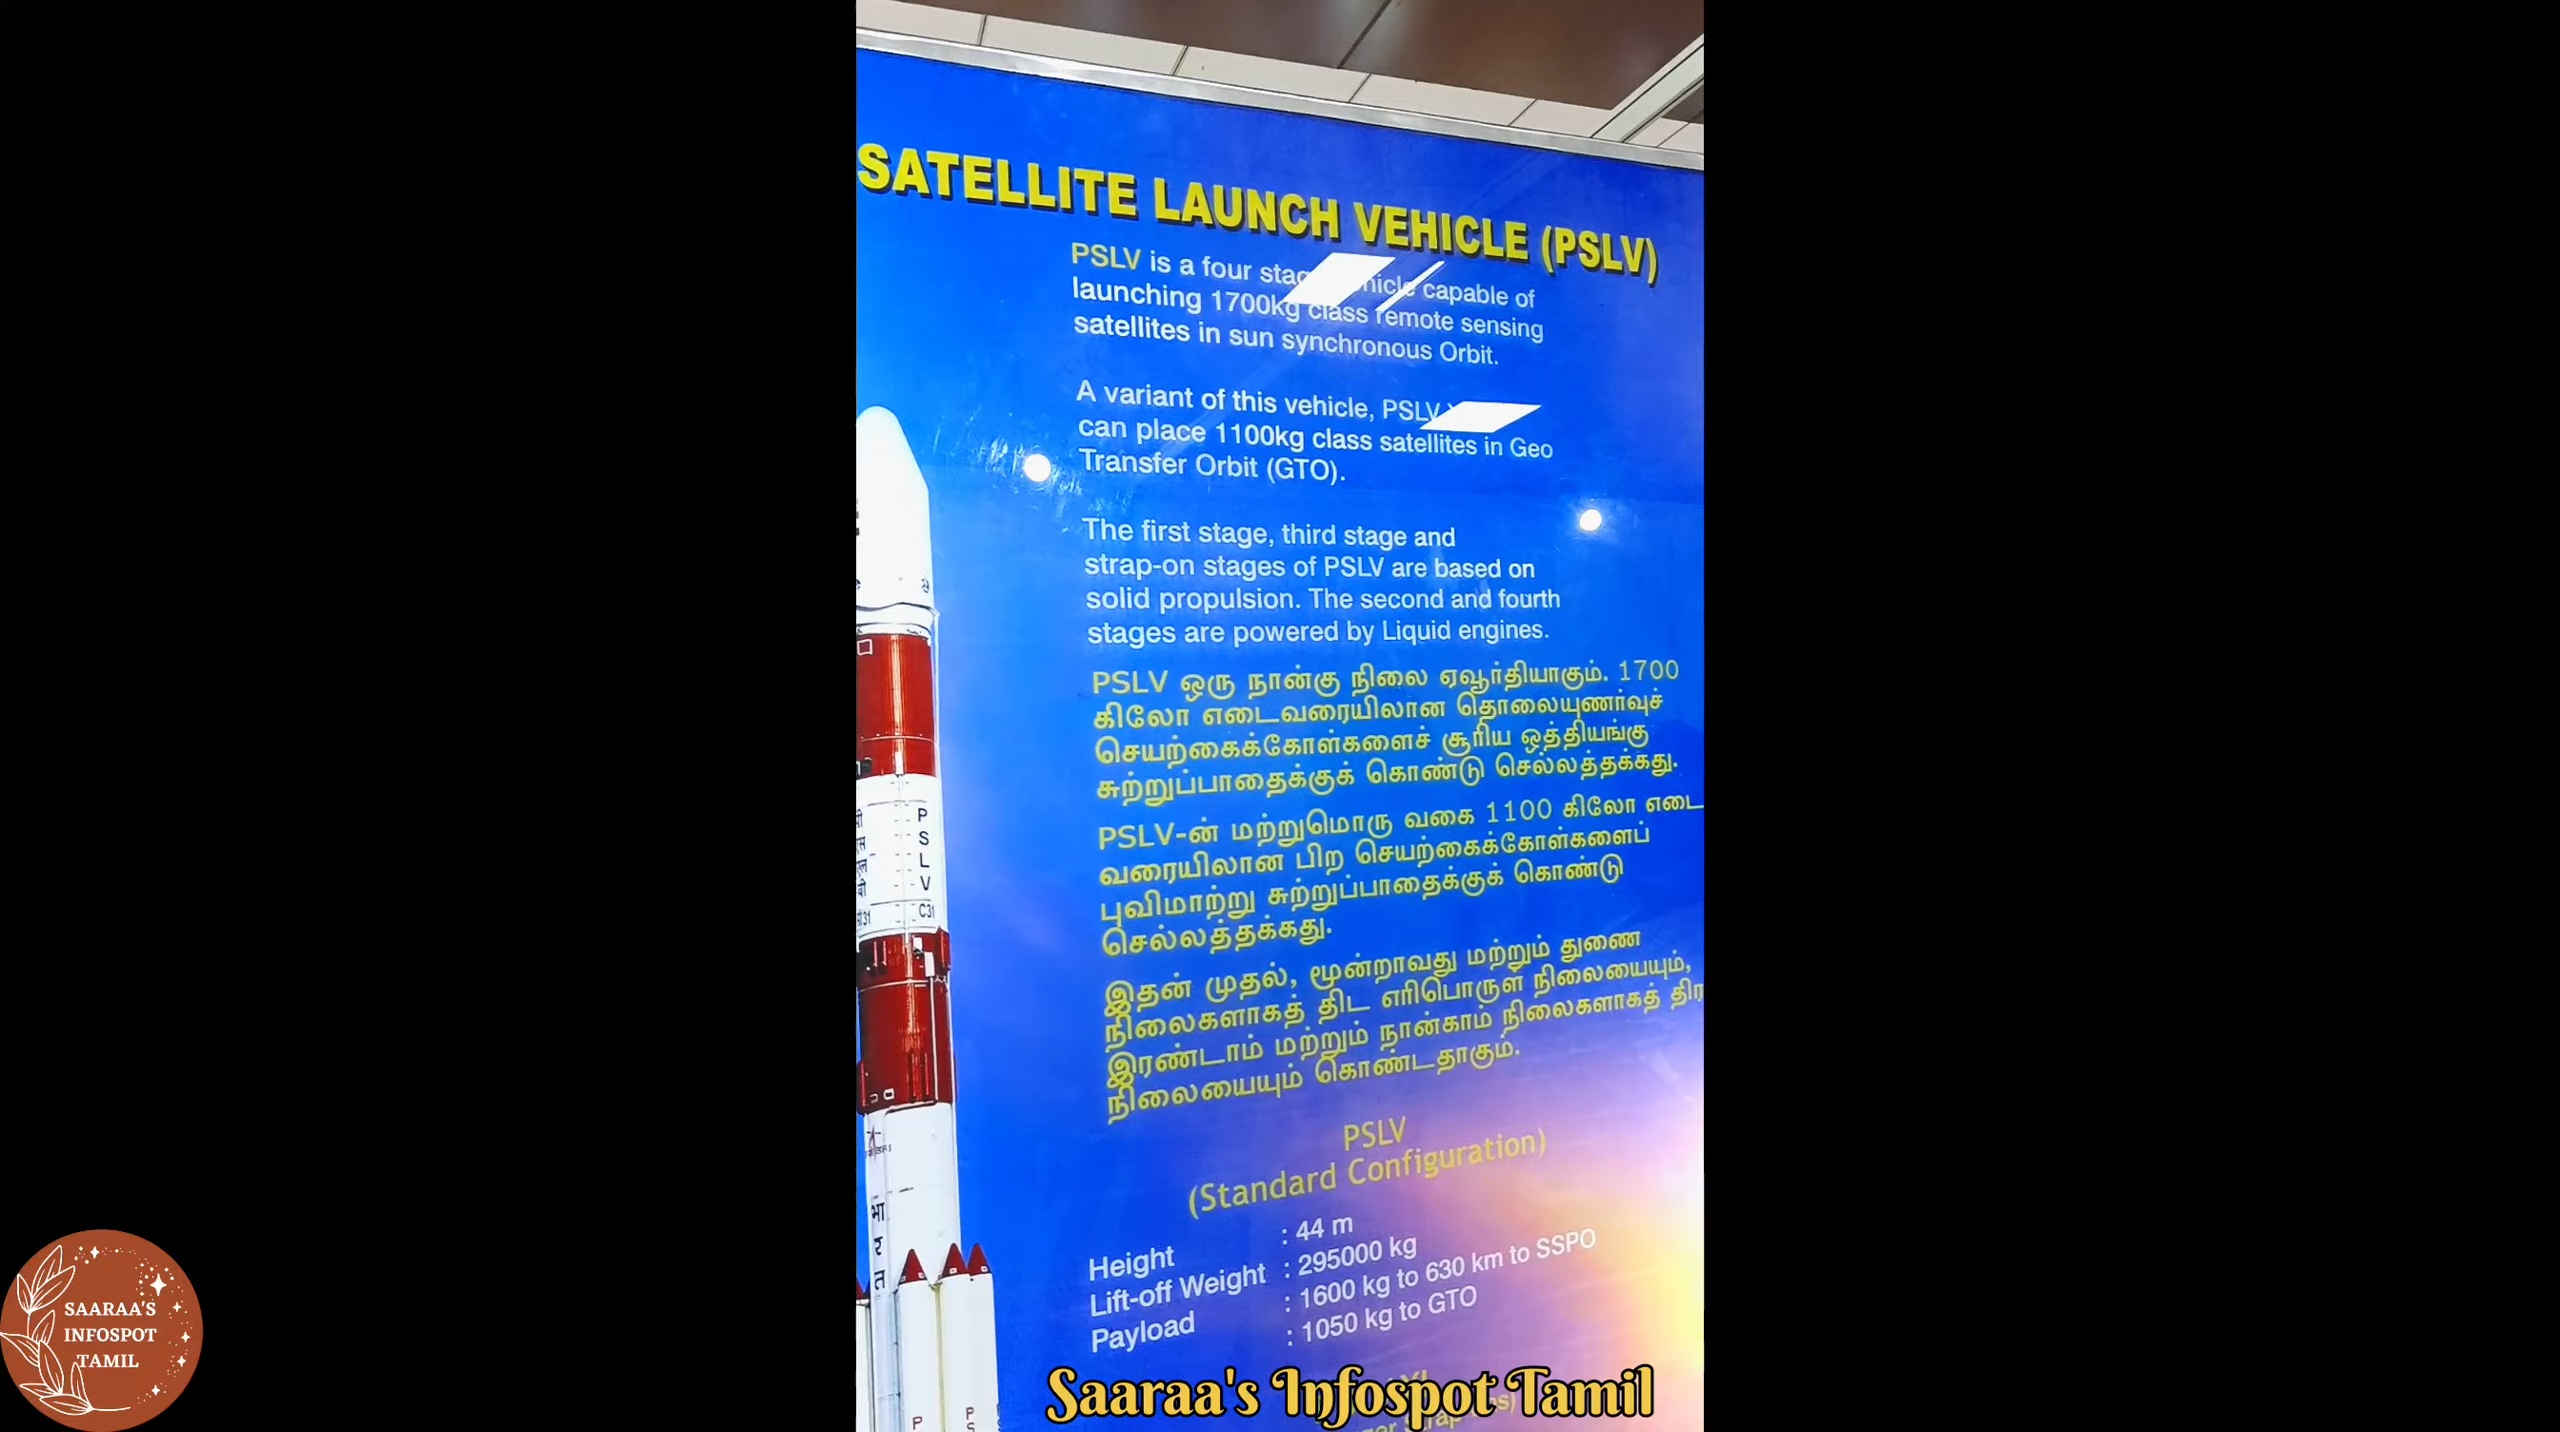 SATELLITE LAUNCH VEHICLE (PSLV)
PSLV is a four capable of
launching 1700kg class remote sensing
satellites in sun synchronous Orbit.
A variant of this vehicle, PSLV
can place 1100kg class satellites in Geo
Transfer Orbit (GTO).
The first stage, third stage and
strap-on stages of PSLV are based on
solid propulsion. The second and fourth
stages are powered by Liquid engines.
PSLV ஒரு நான்கு நிலை ஏவூர்தியாகும். 1700
கிலோ எடைவரையிலான தொலையுணர்வுச்
செயற்கைக்கோள்களைச் சூரிய ஒத்தியங்கு
சுற்றுப்பாதைக்குக் கொண்டு செல்லத்தக்கது.
PSLV-ன் மற்றுமொரு வகை 1100 கிலோ எடை
வரையிலான பிற செயற்கைக்கோள்களைப்
புவிமாற்று சுற்றுப்பாதைக்குக் கொண்டு
செல்லத்தக்கது.
இதன் முதல், மூன்றாவது மற்றும் துணை
நிலைகளாகத் திட எரிபொருள் நிலையையும்,
இரண்டாம் மற்றும் நான்காம் நிலைகளாகத்
நிலையையும் கொண்டதாகும்.
PSLV
(Standard Configuration)
Height : 44 m
Lift-off Weight : 295000 kg
Payload : 1600 kg to 630 km to SSPO
: 1050 kg to GTO
P
S
L
V
C31
भा
र
त
P
P
S
Saaraa's Infospot Tamil
SAARAA'S
INFOSPOT
TAMIL